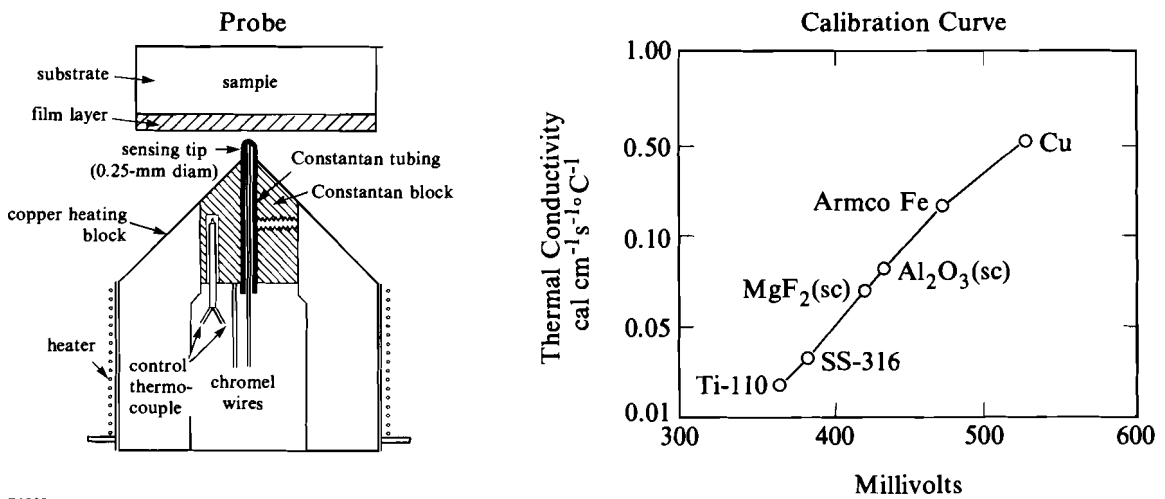 Probe
substrate
sample
film layer
sensing tip
(0.25-mm diam)
Constantan tubing
Constantan block
copper heating
block
heater
control
thermo-
couple
chromel
wires
Calibration Curve
Thermal Conductivity
cal cm⁻¹s⁻¹°C⁻¹
1.00
0.50
0.10
0.05
0.01
300
400
500
600
Millivolts
Cu
Armco Fe
Al₂O₃(sc)
MgF₂(sc)
SS-316
Ti-110